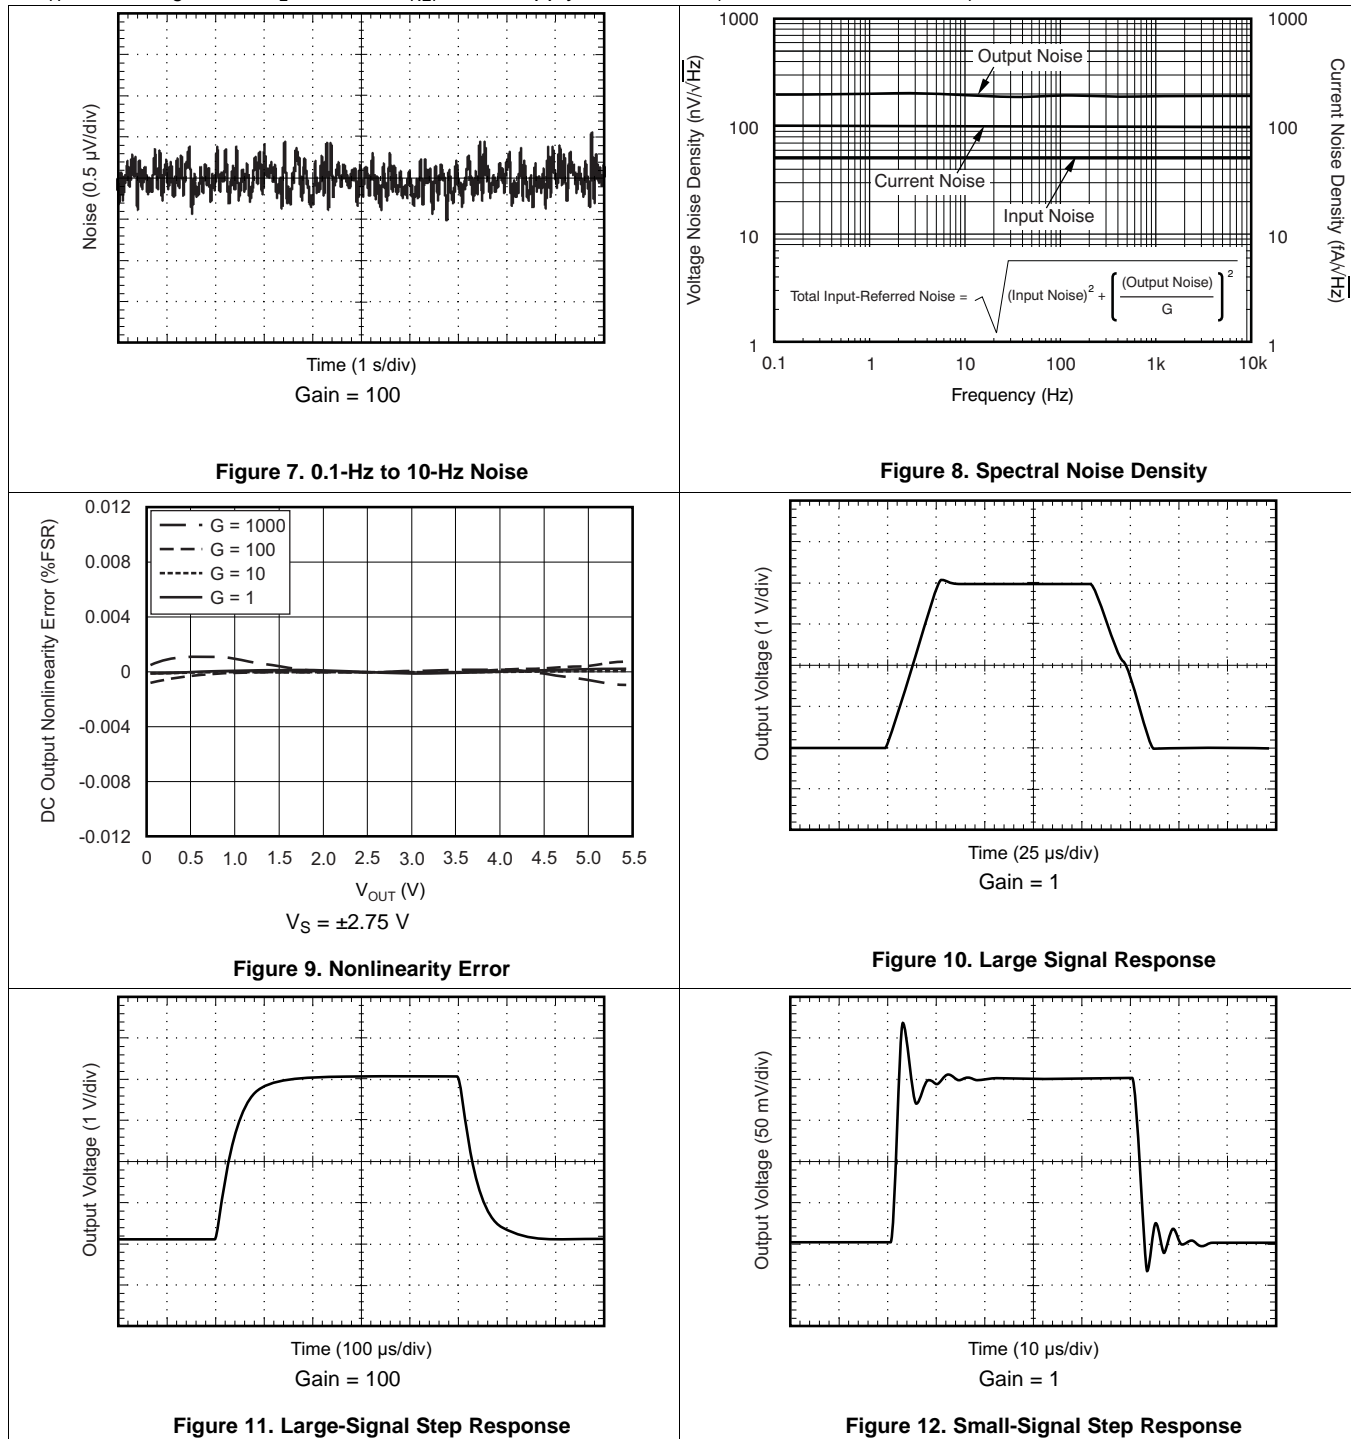 Noise (0.5 µV/div)
Time (1 s/div)
Gain = 100
Figure 7. 0.1-Hz to 10-Hz Noise
1000
100
10
1
Voltage Noise Density (nV/√Hz)
Output Noise
Current Noise
Input Noise
Total Input-Referred Noise = √ (Input Noise)² + [(Output Noise) / G]²
1000
100
10
1
Current Noise Density (fA/√Hz)
0.1 1 10 100 1k 10k
Frequency (Hz)
Figure 8. Spectral Noise Density
DC Output Nonlinearity Error (%FSR)
0.012
0.008
0.004
0
-0.004
-0.008
-0.012
G = 1000
G = 100
G = 10
G = 1
0 0.5 1.0 1.5 2.0 2.5 3.0 3.5 4.0 4.5 5.0 5.5
VOUT (V)
VS = ±2.75 V
Figure 9. Nonlinearity Error
Output Voltage (1 V/div)
Time (25 µs/div)
Gain = 1
Figure 10. Large Signal Response
Output Voltage (1 V/div)
Time (100 µs/div)
Gain = 100
Figure 11. Large-Signal Step Response
Output Voltage (50 mV/div)
Time (10 µs/div)
Gain = 1
Figure 12. Small-Signal Step Response